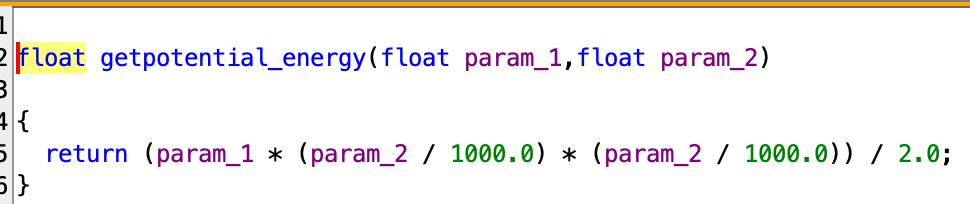 1
2 float getpotential_energy(float param_1,float param_2)
3
4 {
5 return (param_1 * (param_2 / 1000.0) * (param_2 / 1000.0)) / 2.0;
6 }